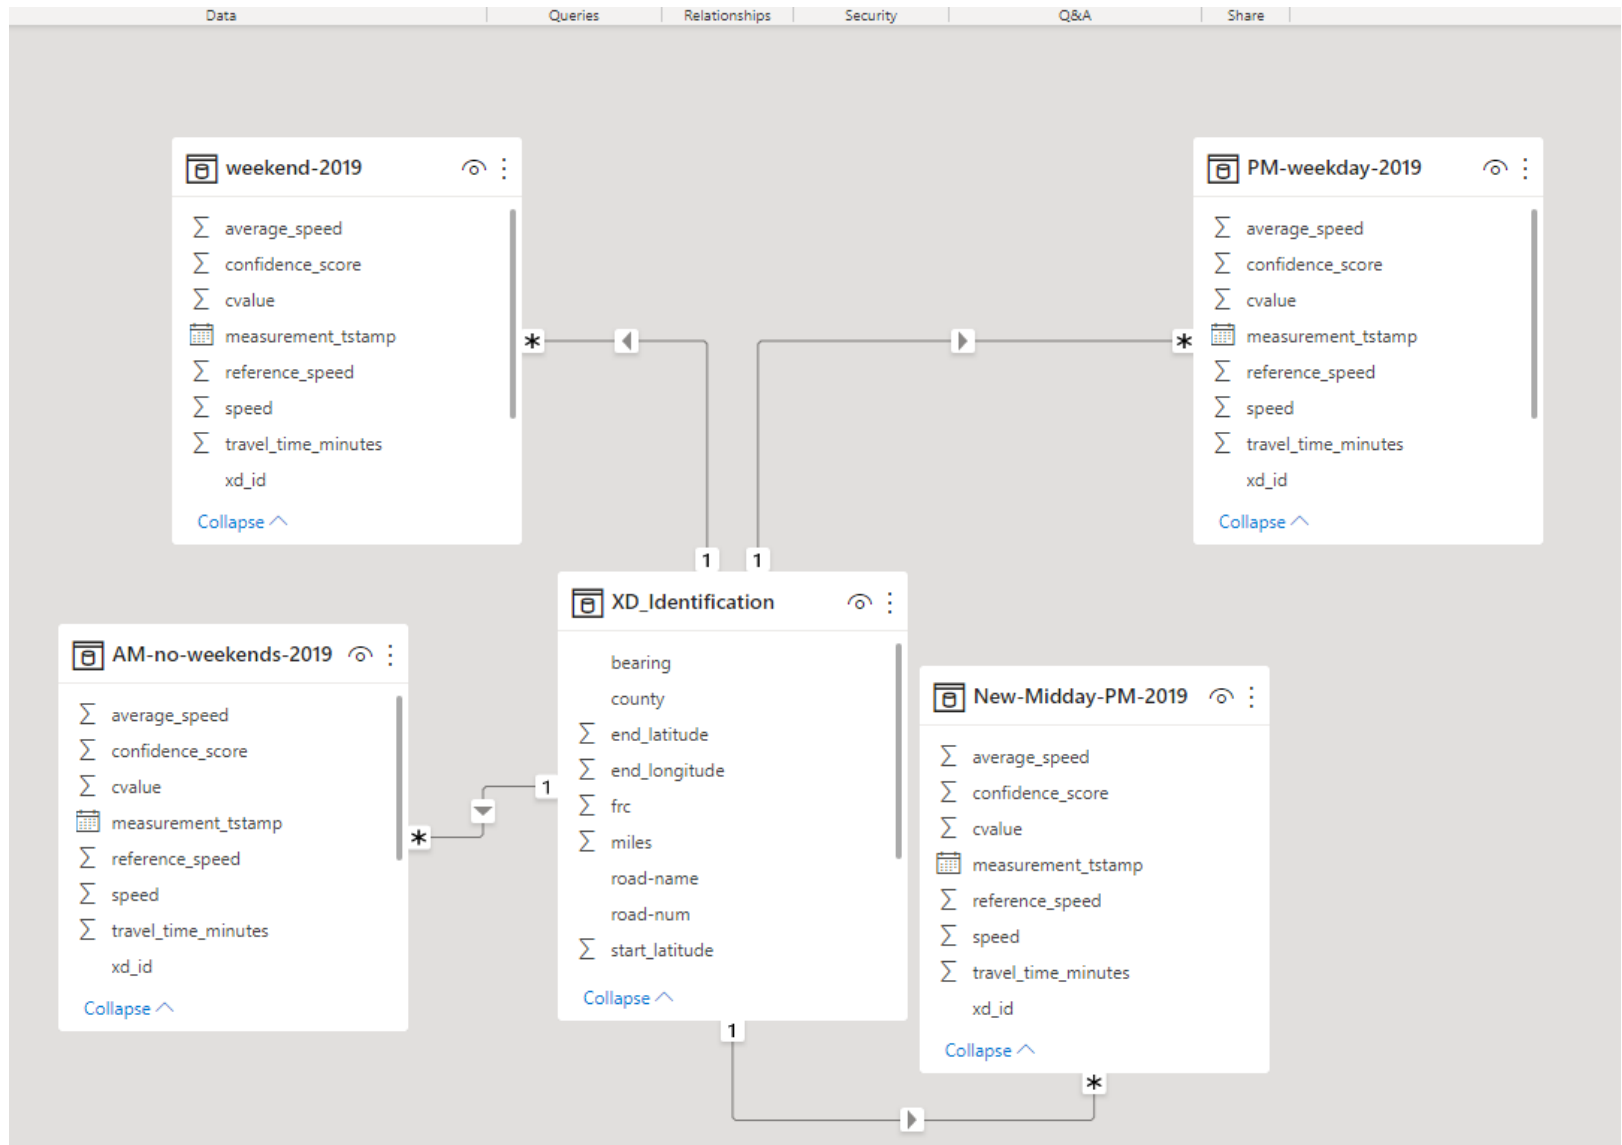 Data Queries Relationships Security Q&A Share
weekend-2019
average_speed
confidence_score
cvalue
measurement_tstamp
reference_speed
speed
travel_time_minutes
xd_id
Collapse
PM-weekday-2019
average_speed
confidence_score
cvalue
measurement_tstamp
reference_speed
speed
travel_time_minutes
xd_id
Collapse
* *
1 1
XD_Identification
bearing
county
end_latitude
end_longitude
frc
miles
road-name
road-num
start_latitude
Collapse
AM-no-weekends-2019
average_speed
confidence_score
cvalue
measurement_tstamp
reference_speed
speed
travel_time_minutes
xd_id
Collapse
1
*
New-Midday-PM-2019
average_speed
confidence_score
cvalue
measurement_tstamp
reference_speed
speed
travel_time_minutes
xd_id
Collapse
1
*